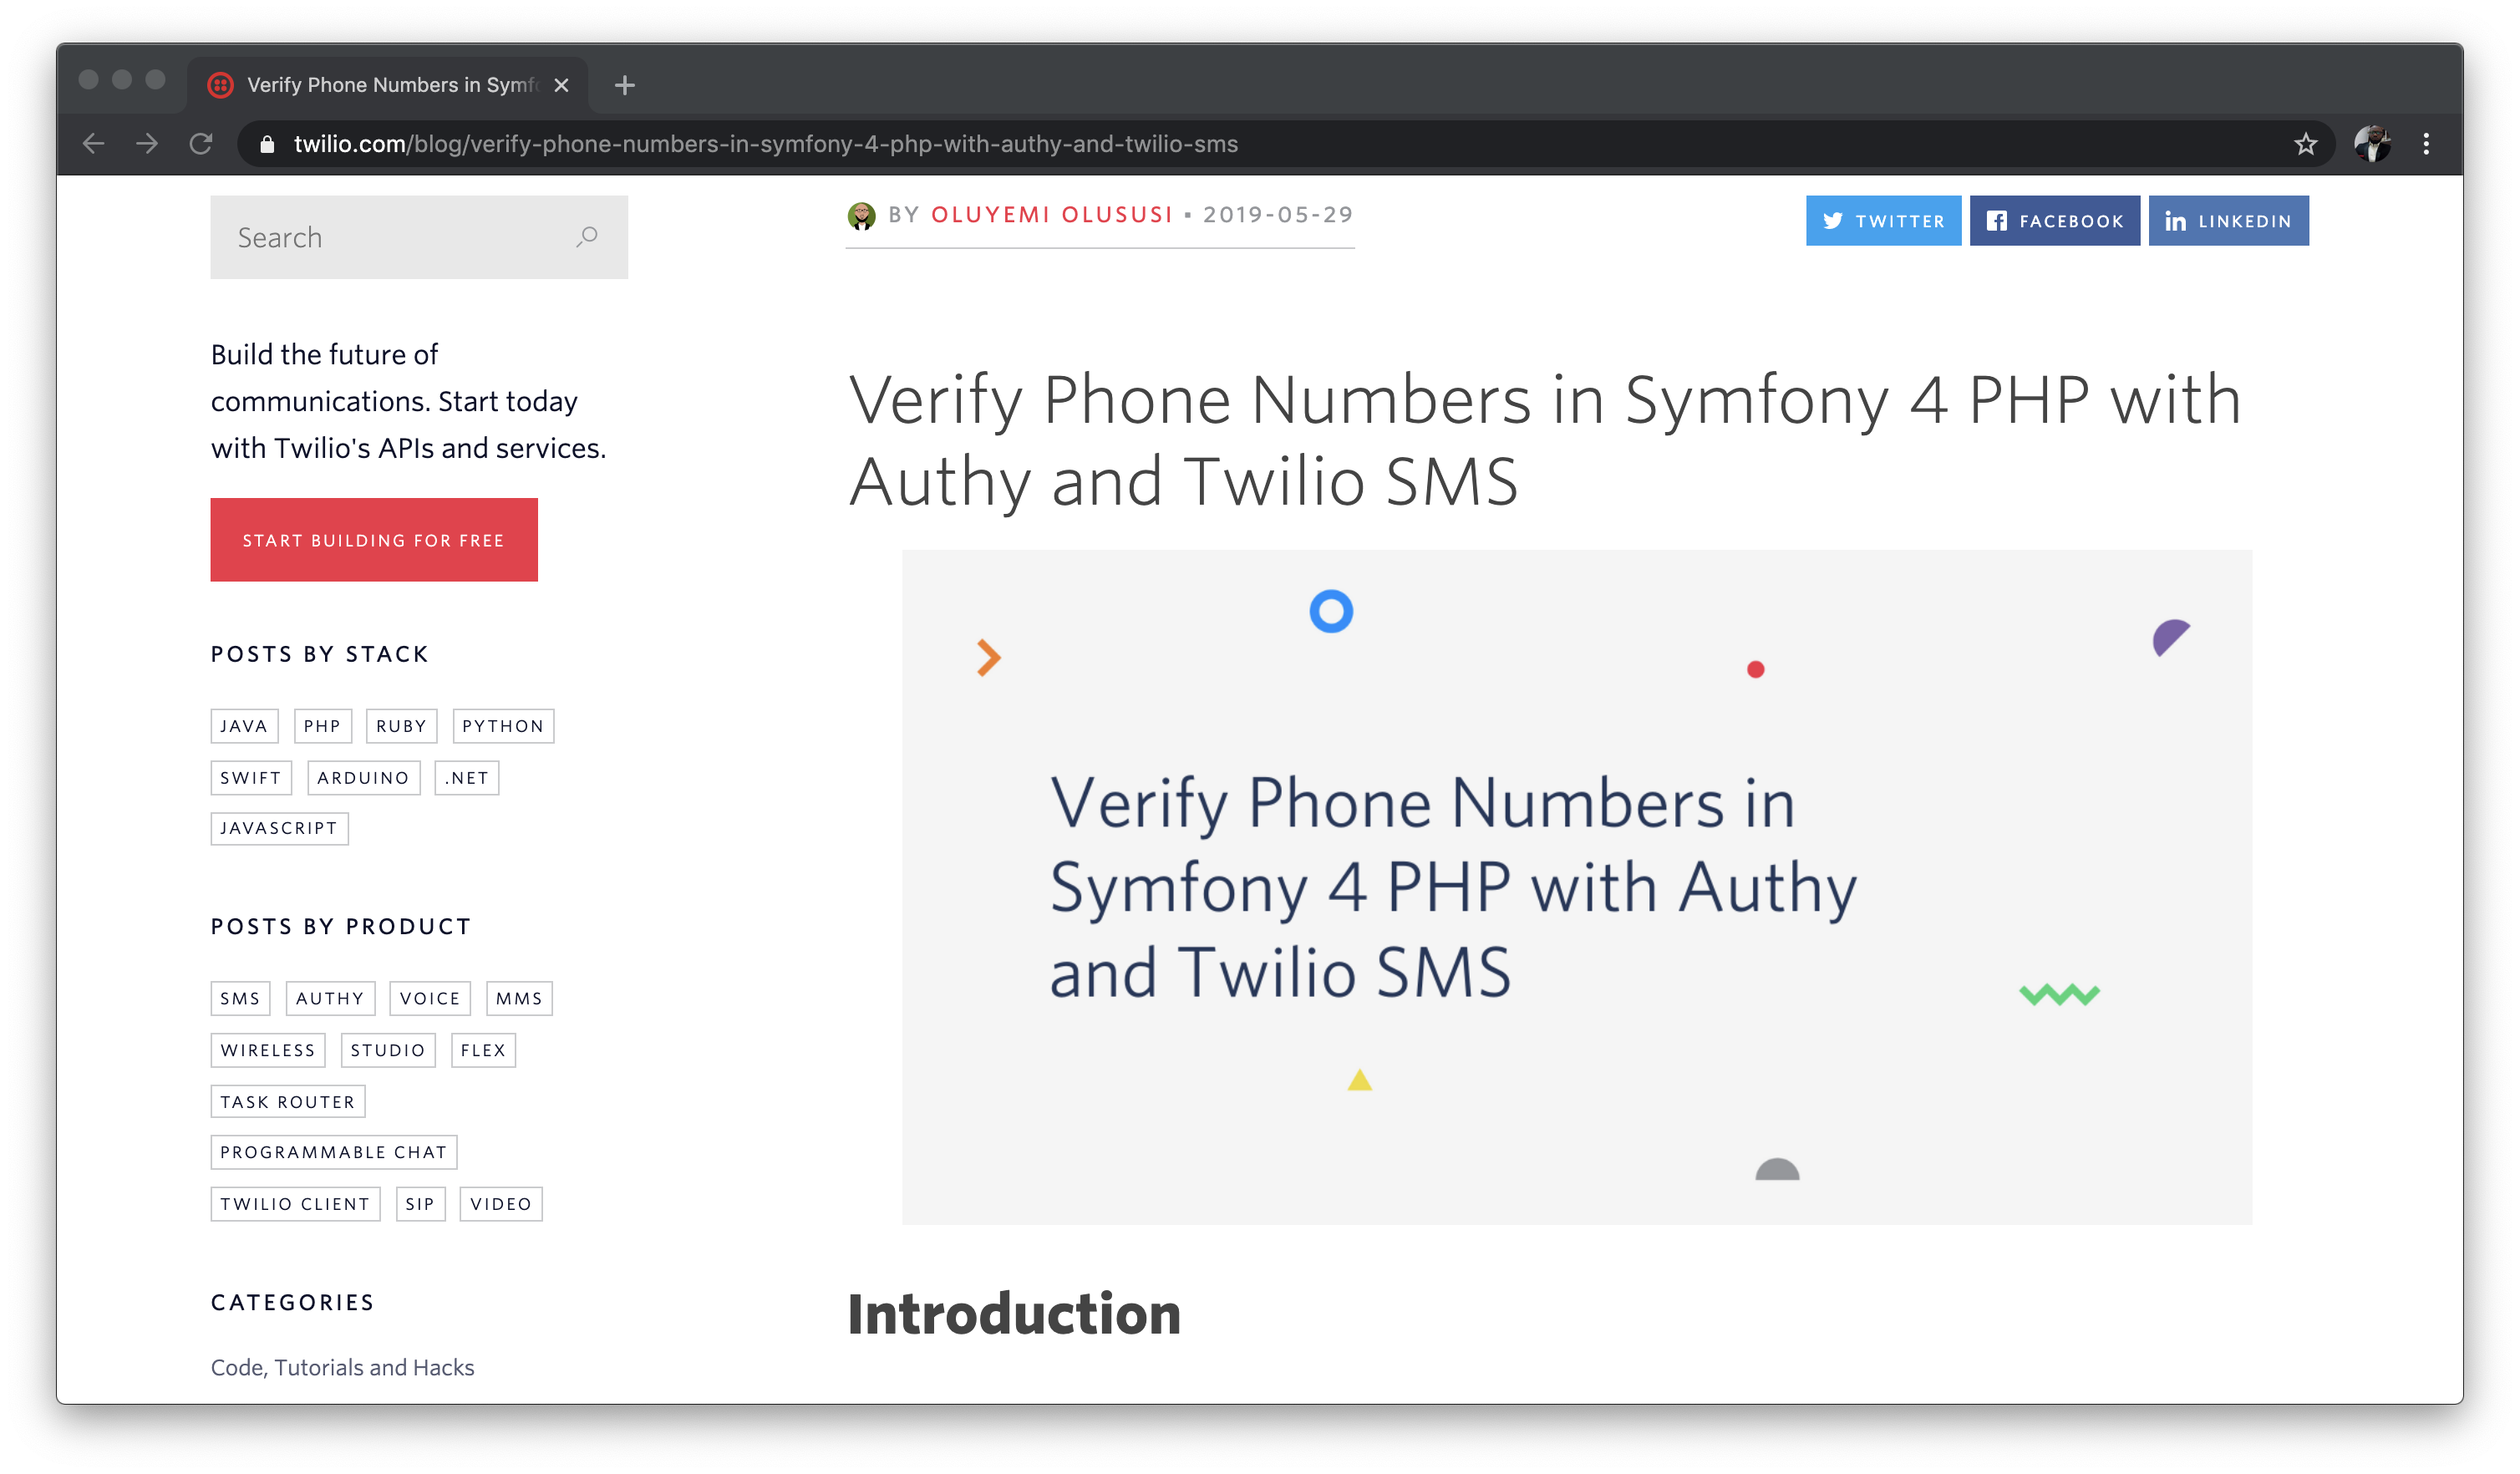 Verify Phone Numbers in Symf
twilio.com/blog/verify-phone-numbers-in-symfony-4-php-with-authy-and-twilio-sms
Search
Build the future of
communications. Start today
with Twilio's APIs and services.
START BUILDING FOR FREE
POSTS BY STACK
JAVA PHP RUBY PYTHON
SWIFT ARDUINO .NET
JAVASCRIPT
POSTS BY PRODUCT
SMS AUTHY VOICE MMS
WIRELESS STUDIO FLEX
TASK ROUTER
PROGRAMMABLE CHAT
TWILIO CLIENT SIP VIDEO
CATEGORIES
Code, Tutorials and Hacks
BY OLUYEMI OLUSUSI ▪ 2019-05-29
TWITTER FACEBOOK LINKEDIN
Verify Phone Numbers in Symfony 4 PHP with
Authy and Twilio SMS
Verify Phone Numbers in
Symfony 4 PHP with Authy
and Twilio SMS
Introduction